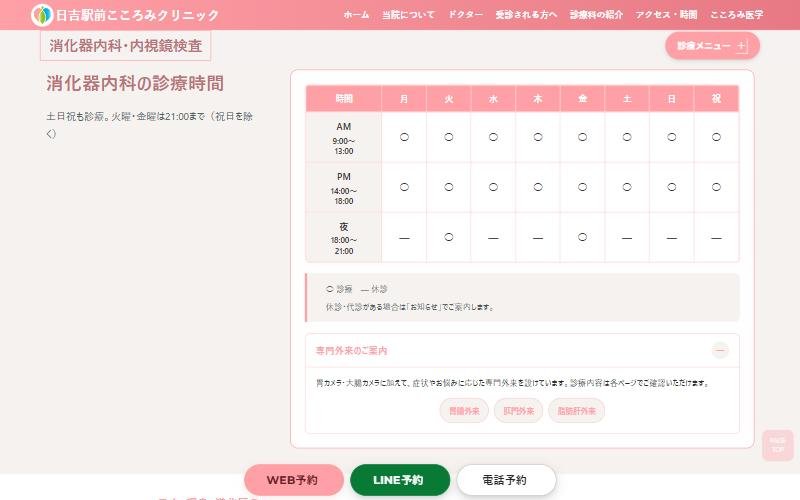 日吉駅前こころみクリニック
ホーム 当院について ドクター 受診される方へ 診療科の紹介 アクセス・時間 こころみ医学
消化器内科・内視鏡検査
診療メニュー
消化器内科の診療時間
土日祝も診療。火曜・金曜は21:00まで（祝日を除
く）
時間 月 火 水 木 金 土 日 祝
AM
9:00〜
13:00
〇 〇 〇 〇 〇 〇 〇 〇
PM
14:00〜
18:00
〇 〇 〇 〇 〇 〇 〇 〇
夜
18:00〜
21:00
— 〇 — — 〇 — — —
〇 診療 — 休診
休診・代診がある場合は「お知らせ」でご案内します。
専門外来のご案内
胃カメラ・大腸カメラに加えて、症状やお悩みに応じた専門外来を設けています。診療内容は各ページでご確認いただけます。
胃腸外来 肛門外来 脂肪肝外来
PAGE
TOP
WEB予約 LINE予約 電話予約